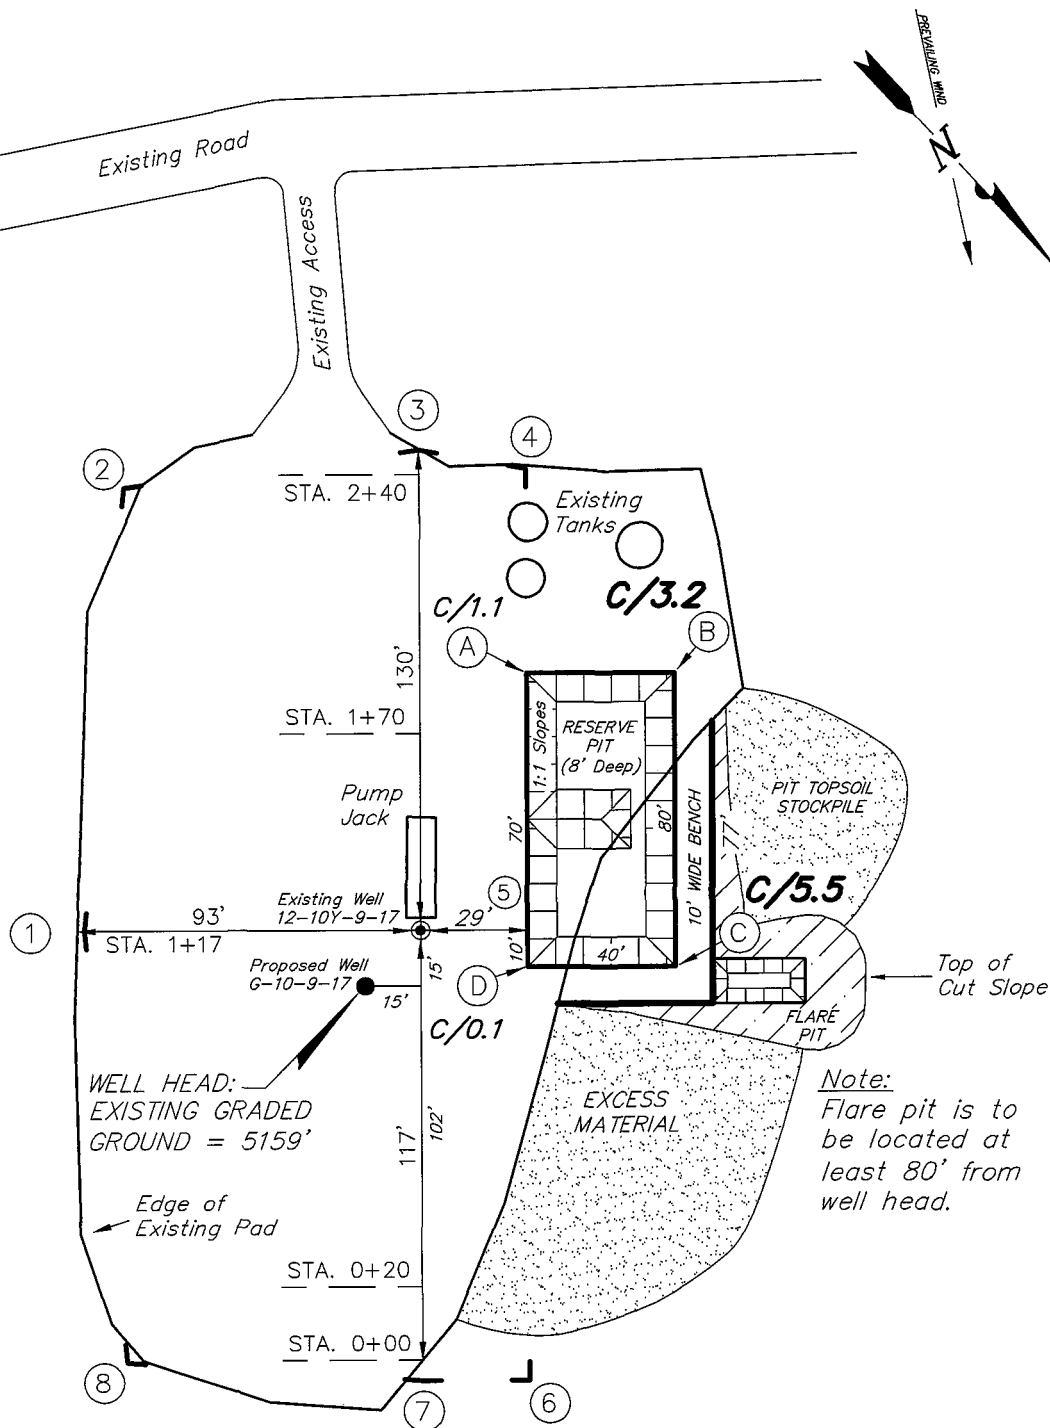 PREVAILING WIND
N
Existing Road
Existing Access
3
4
2
STA. 2+40
Existing
Tanks
C/1.1
C/3.2
A
B
130'
STA. 1+70
1:1 Slopes
RESERVE
PIT
(8' Deep)
PIT TOPSOIL
STOCKPILE
Pump
Jack
70'
80'
10' WIDE BENCH
77'
C/5.5
Existing Well
12-10Y-9-17
5
1
93'
STA. 1+17
29'
10'
40'
C
D
Proposed Well
G-10-9-17
15'
15'
C/0.1
Top of
Cut Slope
FLARE
PIT
WELL HEAD:
EXISTING GRADED
GROUND = 5159'
117'
102'
EXCESS
MATERIAL
Note:
Flare pit is to
be located at
least 80' from
well head.
Edge of
Existing Pad
STA. 0+20
STA. 0+00
8
7
6